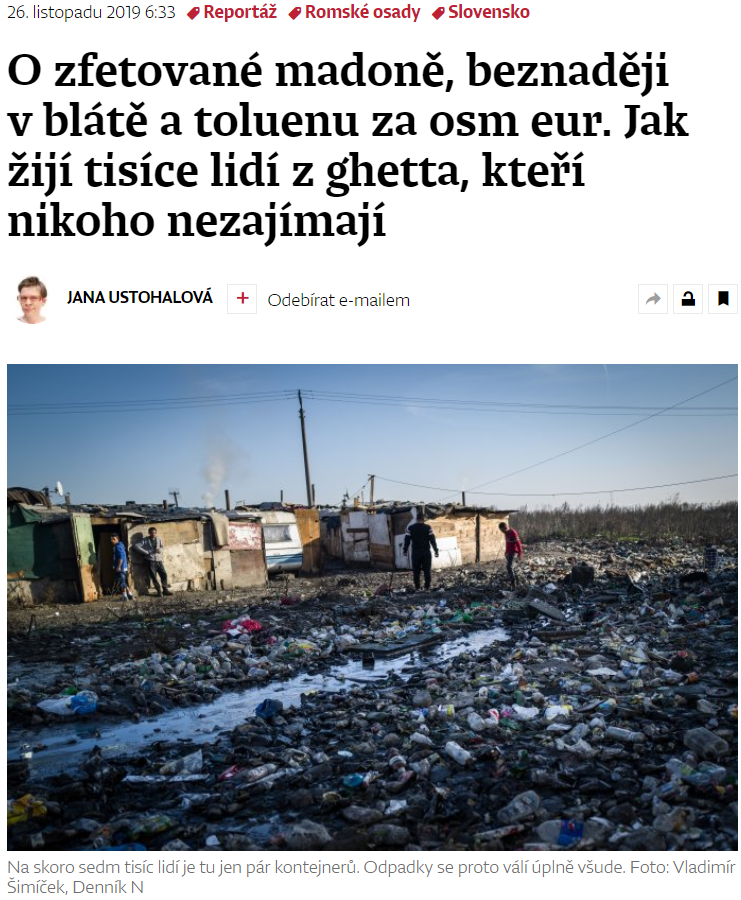 26. listopadu 2019 6:33 Reportáž Romské osady Slovensko
O zfetované madoně, beznaději
v blátě a toluenu za osm eur. Jak
žijí tisíce lidí z ghetta, kteří
nikoho nezajímají
JANA USTOHALOVÁ + Odebírat e-mailem
Na skoro sedm tisíc lidí je tu jen pár kontejnerů. Odpadky se proto válí úplně všude. Foto: Vladimír
Šimíček, Denník N